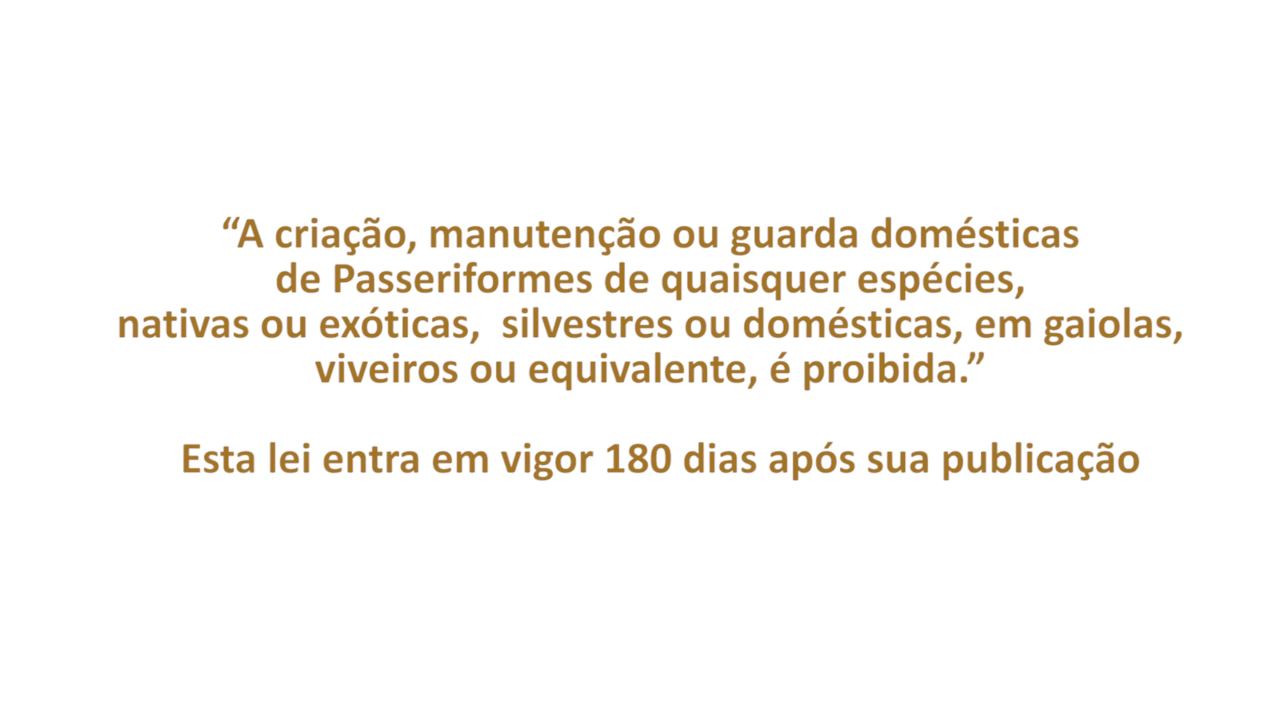 “A criação, manutenção ou guarda domésticas
de Passeriformes de quaisquer espécies,
nativas ou exóticas,  silvestres ou domésticas, em gaiolas,
viveiros ou equivalente, é proibida.”
Esta lei entra em vigor 180 dias após sua publicação